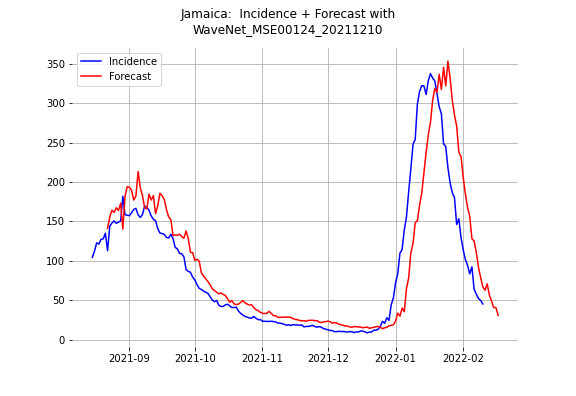 Jamaica:  Incidence + Forecast with
WaveNet_MSE00124_20211210
Incidence
Forecast
350
300
250
200
150
100
50
0
2021-09 2021-10 2021-11 2021-12 2022-01 2022-02